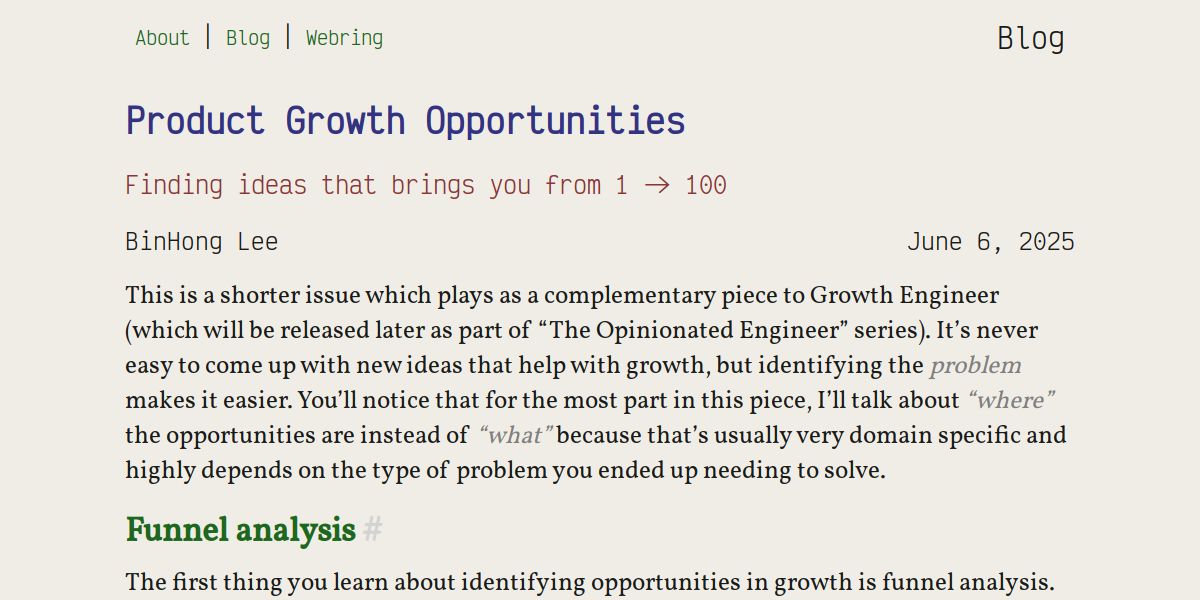 About | Blog | Webring
Blog
Product Growth Opportunities
Finding ideas that brings you from 1 → 100
BinHong Lee
June 6, 2025
This is a shorter issue which plays as a complementary piece to Growth Engineer
(which will be released later as part of “The Opinionated Engineer” series). It’s never
easy to come up with new ideas that help with growth, but identifying the problem
makes it easier. You’ll notice that for the most part in this piece, I’ll talk about “where”
the opportunities are instead of “what” because that’s usually very domain specific and
highly depends on the type of problem you ended up needing to solve.
Funnel analysis #
The first thing you learn about identifying opportunities in growth is funnel analysis.